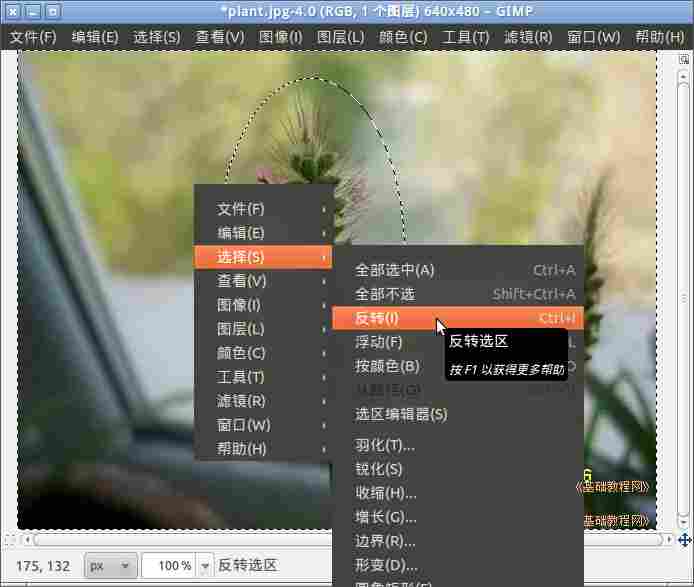 *plant.jpg-4.0 (RGB, 1 个图层) 640x480 – GIMP
文件(F) 编辑(E) 选择(S) 查看(V) 图像(I) 图层(L) 颜色(C) 工具(T) 滤镜(R) 窗口(W) 帮助(H)
文件(F)
编辑(E)
选择(S)
查看(V)
图像(I)
图层(L)
颜色(C)
工具(T)
滤镜(R)
窗口(W)
帮助(H)
全部选中(A) Ctrl+A
全部不选 Shift+Ctrl+A
反转(I) Ctrl+I
浮动(F) L
按颜色(B) O
选区编辑器(S)
羽化(T)...
锐化(S)
收缩(H)...
增长(G)...
边界(R)...
形变(D)...
反转选区
按 F1 以获得更多帮助
《基础教程网》
基础教程网》
175, 132 px 100 % 反转选区